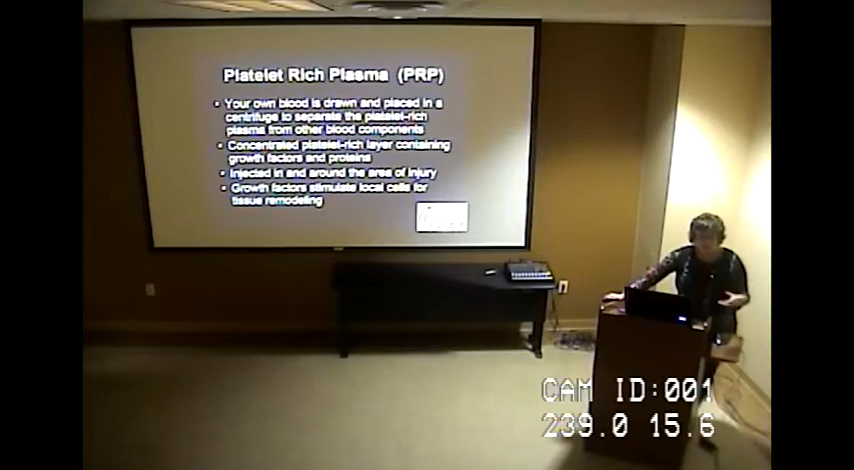 Platelet Rich Plasma (PRP)
• Your own blood is drawn and placed in a
centrifuge to separate the platelet-rich
plasma from other blood components
• Concentrated platelet-rich layer containing
growth factors and proteins
• Injected in and around the area of injury
• Growth factors stimulate local cells for
tissue remodeling
CAM ID:001
239.0 15.6